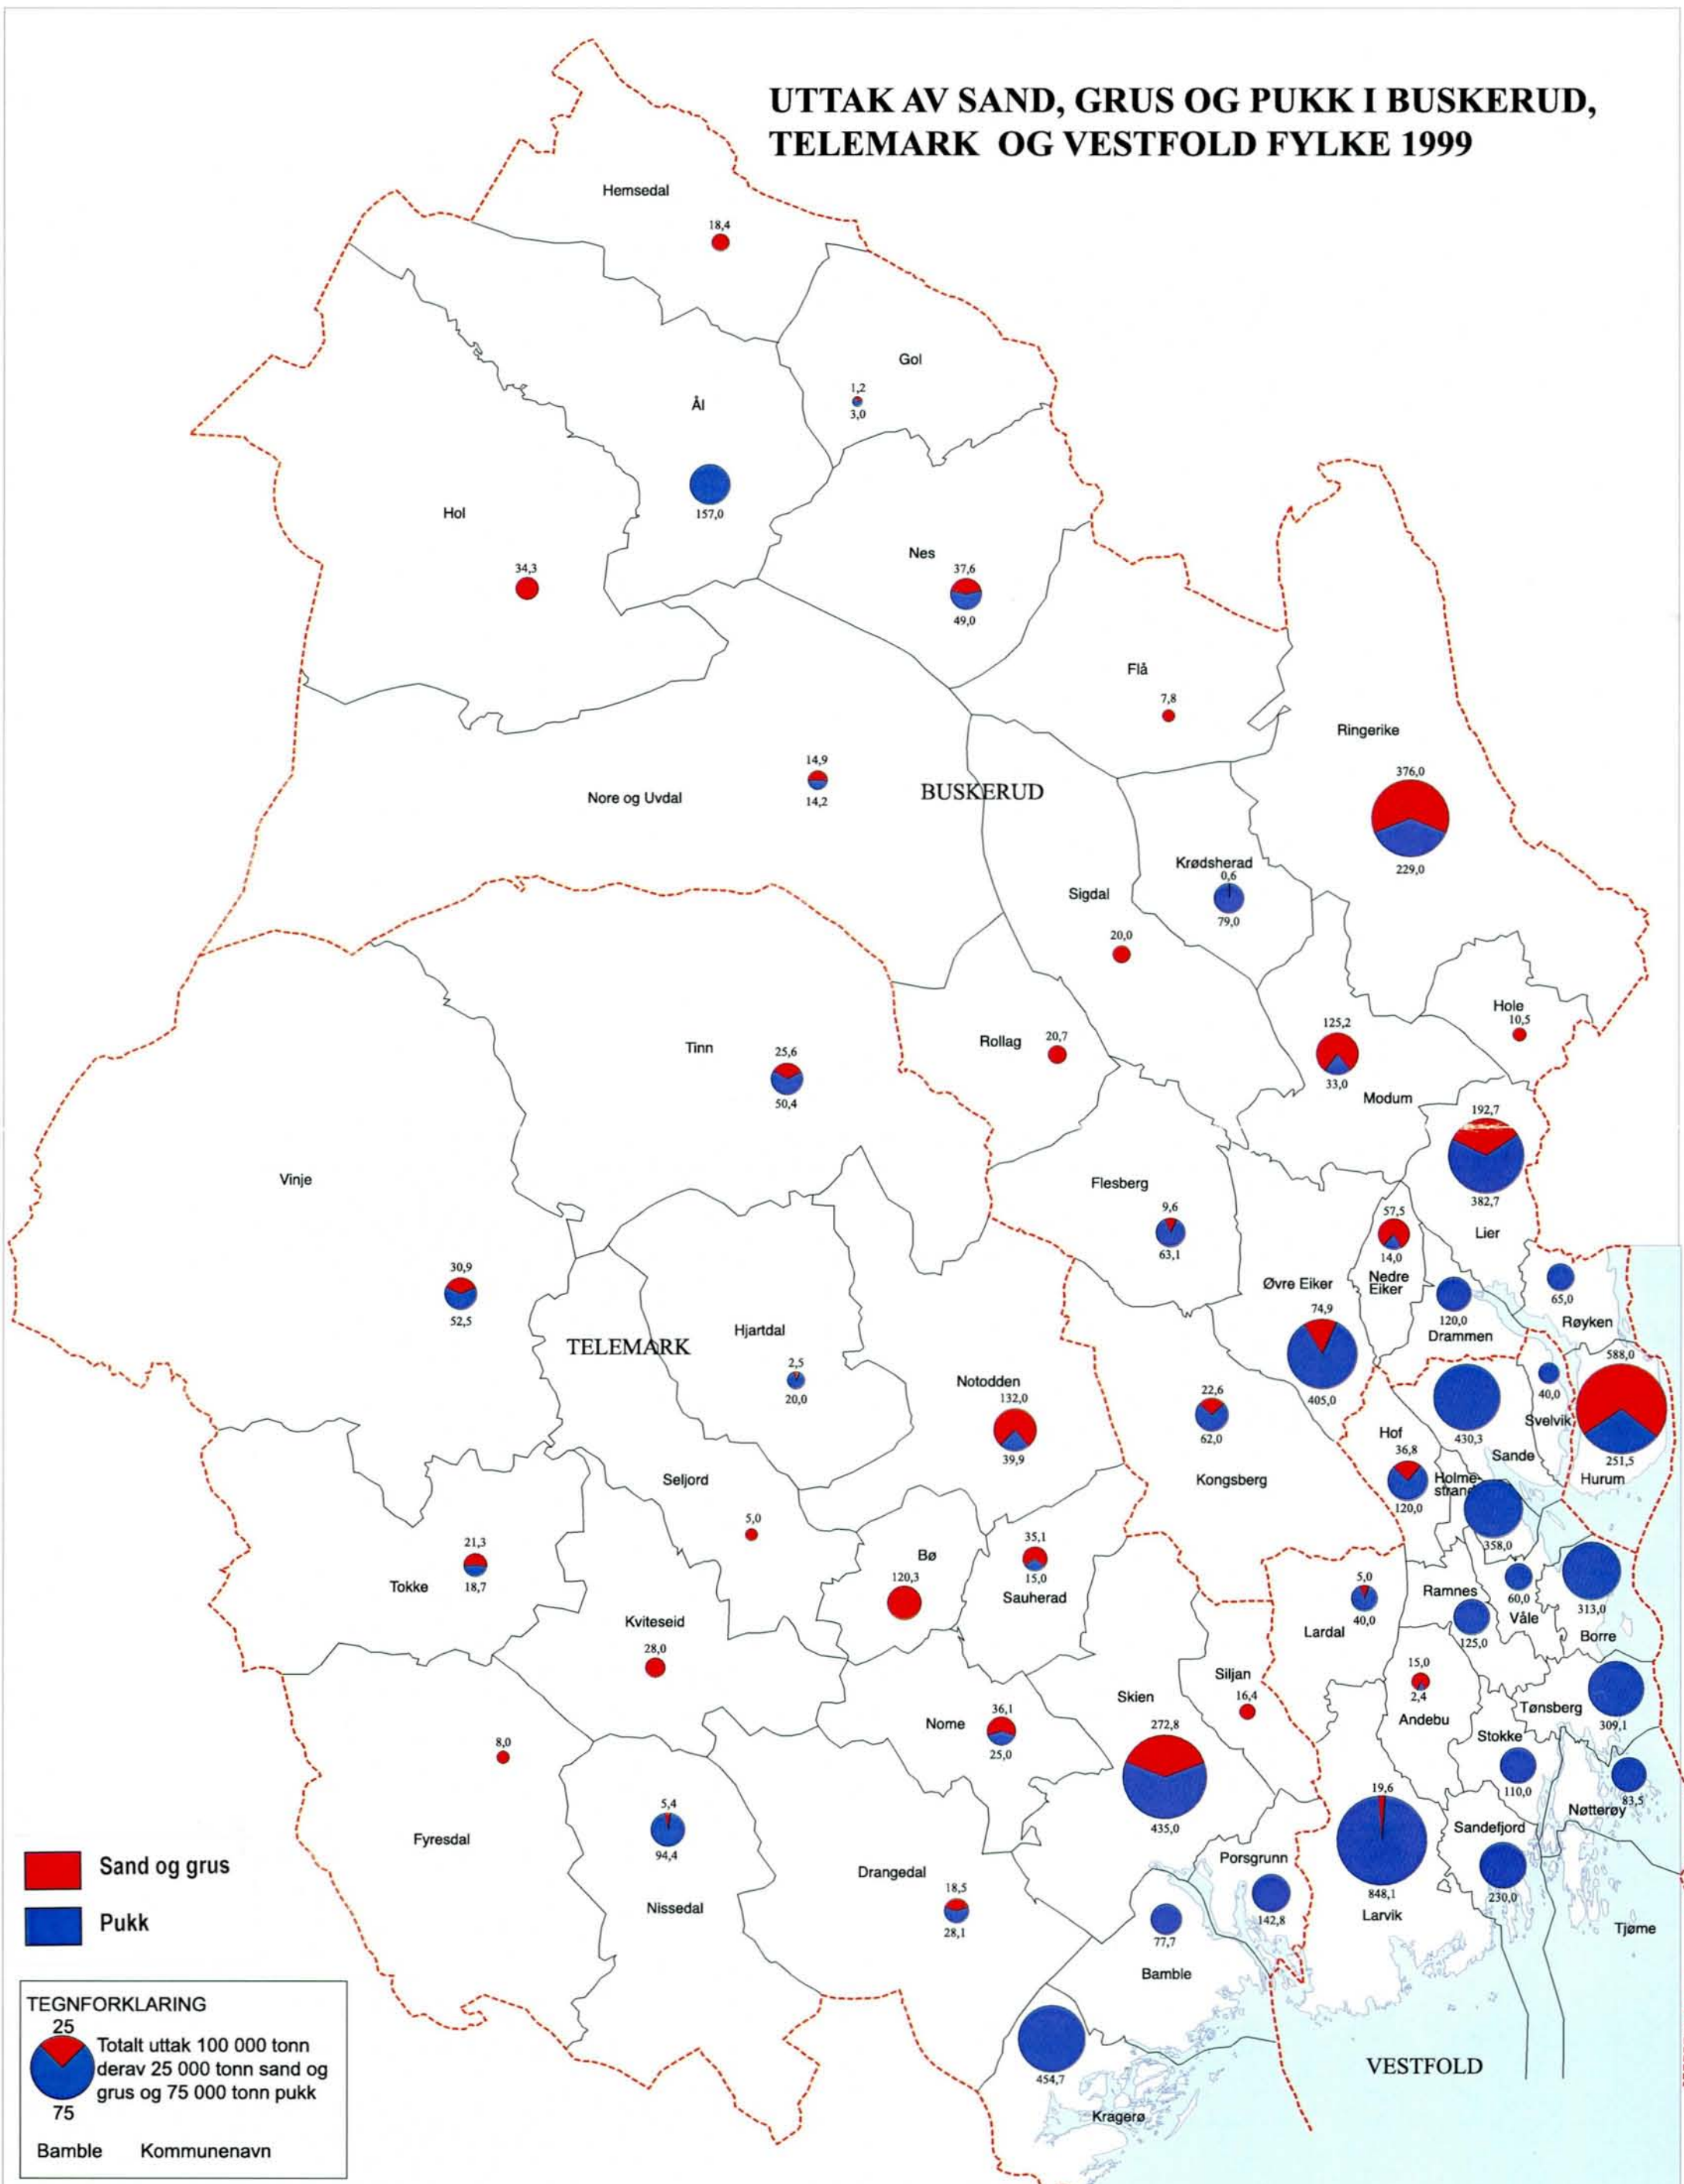 UTTAK AV SAND, GRUS OG PUKK I BUSKERUD,
TELEMARK OG VESTFOLD FYLKE 1999
Hemsedal
18,4
Gol
1,2
3,0
Ål
157,0
Hol
34,3
Nes
37,6
49,0
Flå
7,8
Ringerike
376,0
229,0
Nore og Uvdal
14,9
14,2
BUSKERUD
Krødsherad
0,6
79,0
Sigdal
20,0
Hole
10,5
Rollag
20,7
125,2
33,0
Modum
Tinn
25,6
50,4
192,7
382,7
Lier
Vinje
30,9
52,5
Flesberg
9,6
63,1
57,5
14,0
Nedre
Eiker
Øvre Eiker
74,9
405,0
120,0
Drammen
65,0
Røyken
TELEMARK
Hjartdal
2,5
20,0
Notodden
132,0
39,9
22,6
62,0
Kongsberg
588,0
251,5
Hurum
40,0
Svelvik
430,3
Sande
Hof
36,8
120,0
Holme-
strand
358,0
Seljord
5,0
Tokke
21,3
18,7
Bø
120,3
35,1
15,0
Sauherad
Kviteseid
28,0
Lardal
5,0
40,0
Ramnes
125,0
60,0
Våle
313,0
Borre
Siljan
16,4
15,0
2,4
Andebu
Tønsberg
309,1
Skien
272,8
435,0
Nome
36,1
25,0
Stokke
110,0
Nøtterøy
83,5
8,0
Fyresdal
5,4
94,4
Nissedal
19,6
848,1
Larvik
Sandefjord
230,0
Drangedal
18,5
28,1
Porsgrunn
142,8
77,7
Bamble
Tjøme
454,7
Kragerø
VESTFOLD
Sand og grus
Pukk
TEGNFORKLARING
25
Totalt uttak 100 000 tonn
derav 25 000 tonn sand og
grus og 75 000 tonn pukk
75
Bamble Kommunenavn